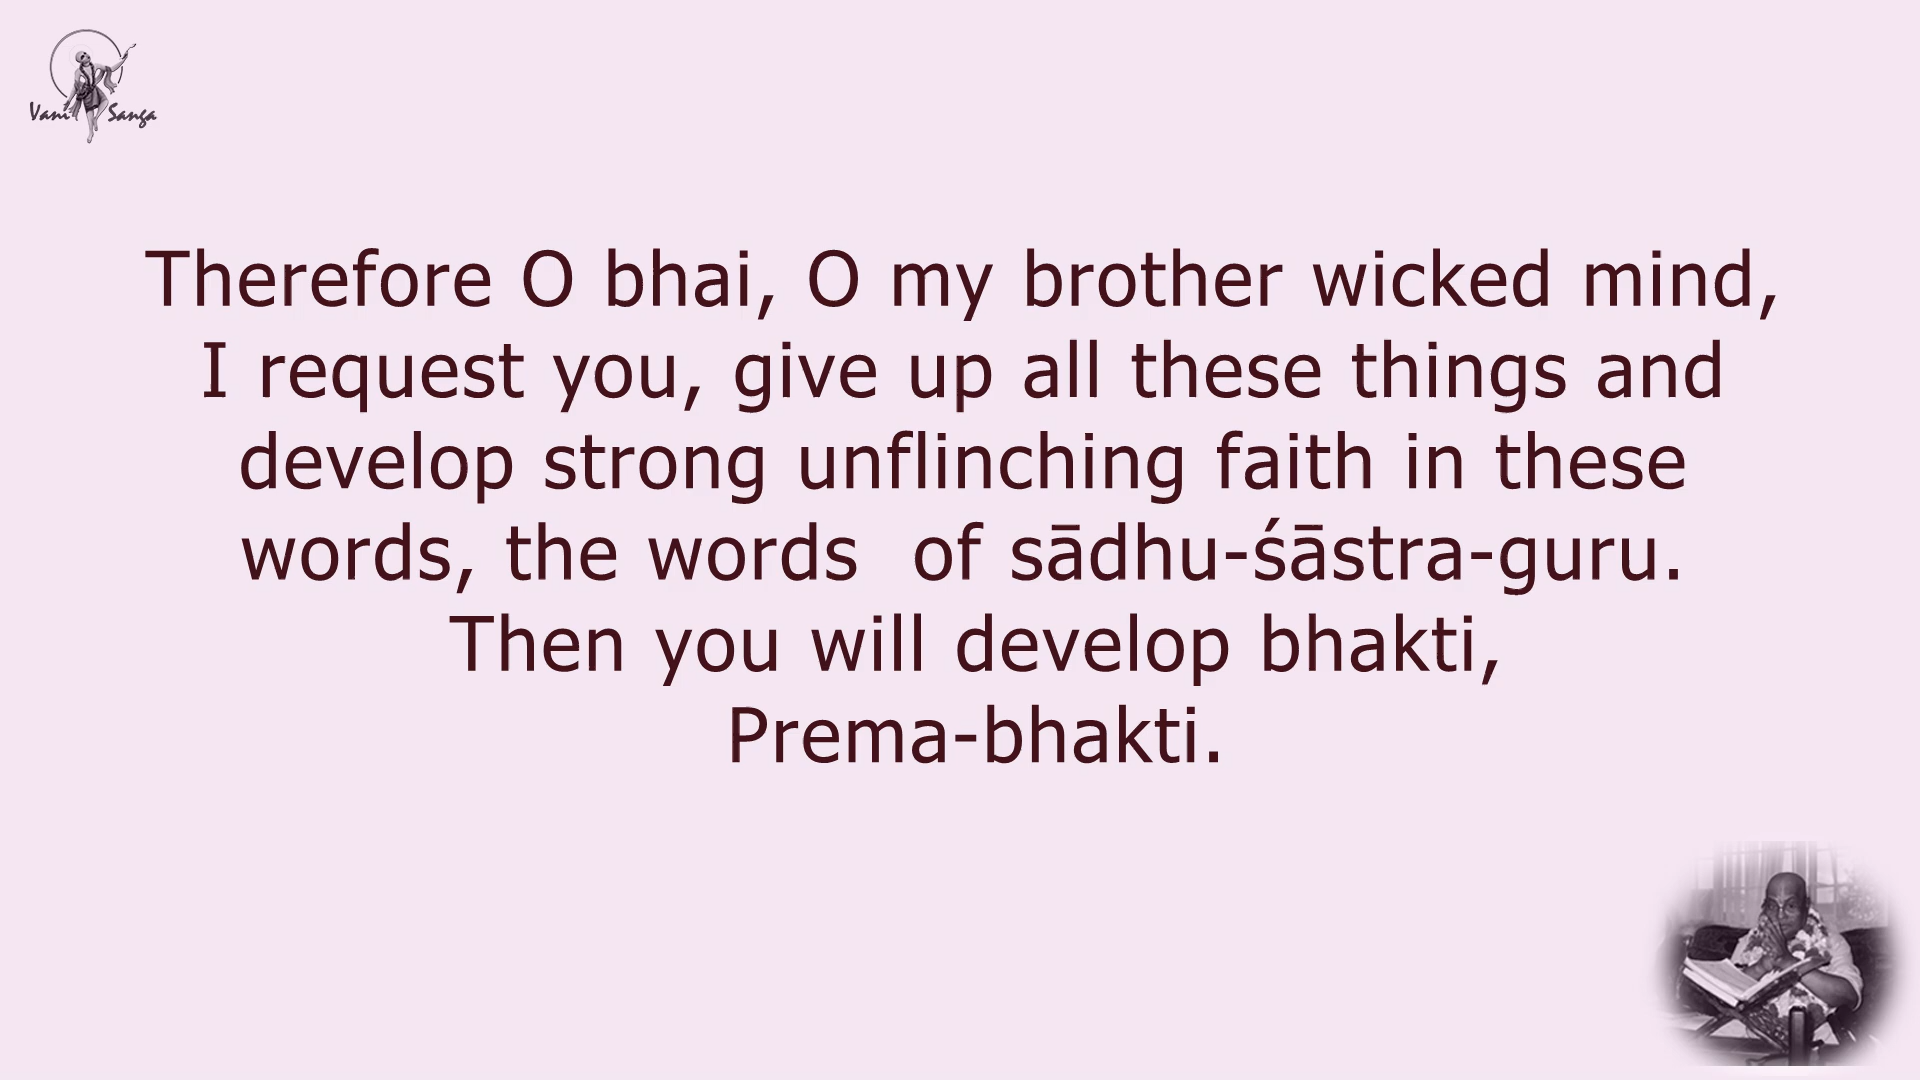 Vani Sanga
Therefore O bhai, O my brother wicked mind,
I request you, give up all these things and
develop strong unflinching faith in these
words, the words  of sādhu-śāstra-guru.
Then you will develop bhakti,
Prema-bhakti.